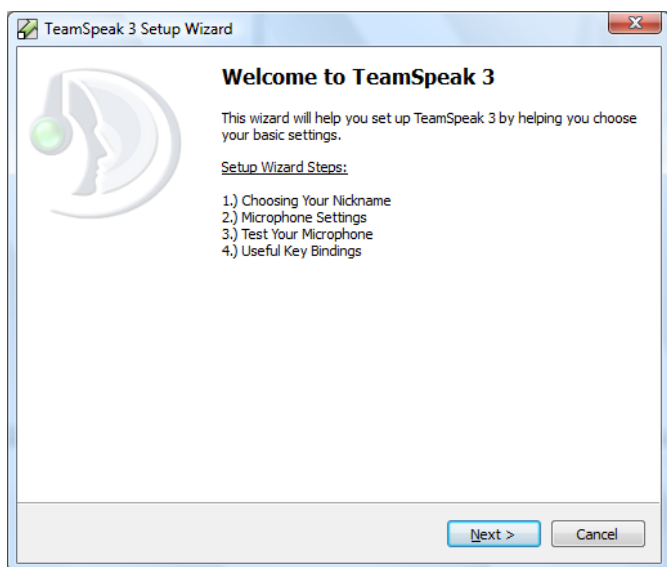 TeamSpeak 3 Setup Wizard
Welcome to TeamSpeak 3
This wizard will help you set up TeamSpeak 3 by helping you choose
your basic settings.
Setup Wizard Steps:
1.) Choosing Your Nickname
2.) Microphone Settings
3.) Test Your Microphone
4.) Useful Key Bindings
Next >
Cancel